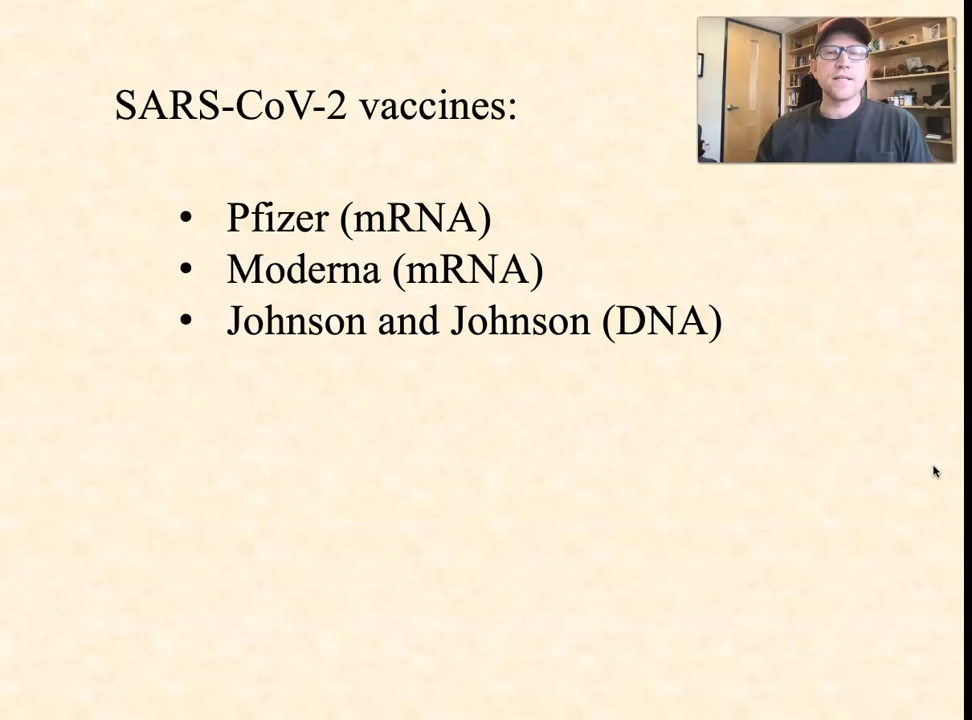 SARS-CoV-2 vaccines:
• Pfizer (mRNA)
• Moderna (mRNA)
• Johnson and Johnson (DNA)